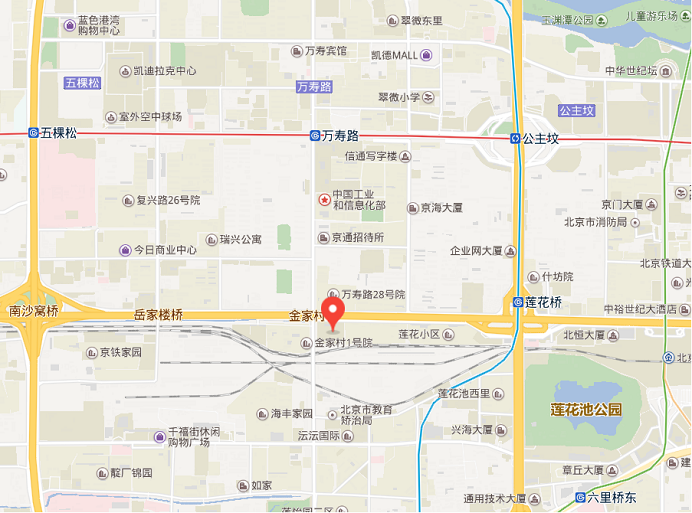 蓝色港湾
购物中心
翠微东里
玉渊潭公园
儿童游乐场
万寿宾馆
凯德MALL
凯迪拉克中心
中华世纪坛
五棵松
万寿路
翠微小学
公主坟
室外空中球场
五棵松
万寿路
公主坟
信通写字楼
复兴路26号院
中国工业
和信息化部
京海大厦
京门大厦
北京市消防局
瑞兴公寓
京通招待所
今日商业中心
企业网大厦
北京铁道大
什坊院
万寿路28号院
莲花桥
中裕世纪大酒店
南沙窝桥
岳家楼桥
金家村
莲花小区
北恒大厦
金家村1号院
京铁家园
北京
莲花池西里
莲花池公园
海丰家园
北京市教育
矫治局
千禧街休闲
购物广场
沄沄国际
兴海大厦
靛厂锦园
章丘大厦
建
如家
通用技术大厦
六里桥东
莲怡园二区